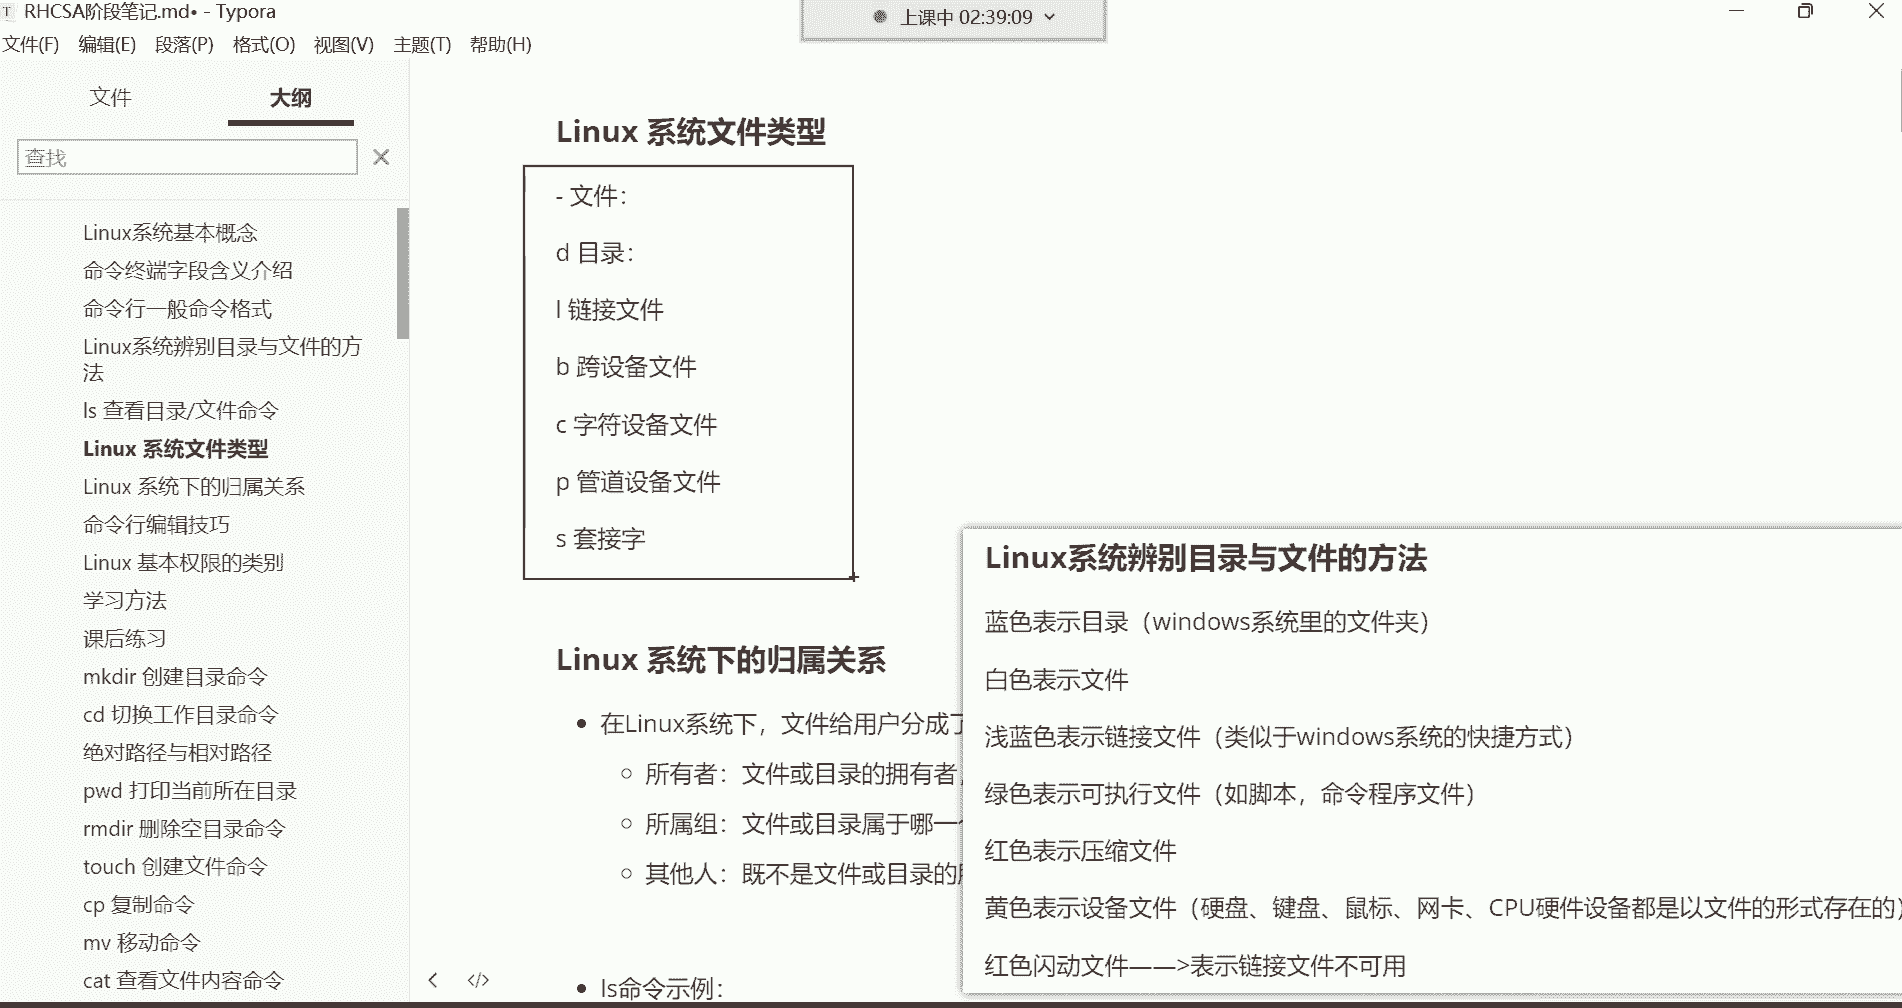 RHCSA阶段笔记.md• - Typora
上课中 02:39:09
文件(F) 编辑(E) 段落(P) 格式(O) 视图(V) 主题(T) 帮助(H)
文件 大纲
查找
Linux系统基本概念
命令终端字段含义介绍
命令行一般命令格式
Linux系统辨别目录与文件的方
法
ls 查看目录/文件命令
Linux 系统文件类型
Linux 系统下的归属关系
命令行编辑技巧
Linux 基本权限的类别
学习方法
课后练习
mkdir 创建目录命令
cd 切换工作目录命令
绝对路径与相对路径
pwd 打印当前所在目录
rmdir 删除空目录命令
touch 创建文件命令
cp 复制命令
mv 移动命令
cat 查看文件内容命令
Linux 系统文件类型
- 文件:
d 目录:
l 链接文件
b 跨设备文件
c 字符设备文件
p 管道设备文件
s 套接字
Linux 系统下的归属关系
在Linux系统下，文件给用户分成了
所有者：文件或目录的拥有者
所属组：文件或目录属于哪一
其他人：既不是文件或目录的
ls命令示例：
Linux系统辨别目录与文件的方法
蓝色表示目录（windows系统里的文件夹）
白色表示文件
浅蓝色表示链接文件（类似于windows系统的快捷方式）
绿色表示可执行文件（如脚本，命令程序文件）
红色表示压缩文件
黄色表示设备文件（硬盘、键盘、鼠标、网卡、CPU硬件设备都是以文件的形式存在的）
红色闪动文件——>表示链接文件不可用